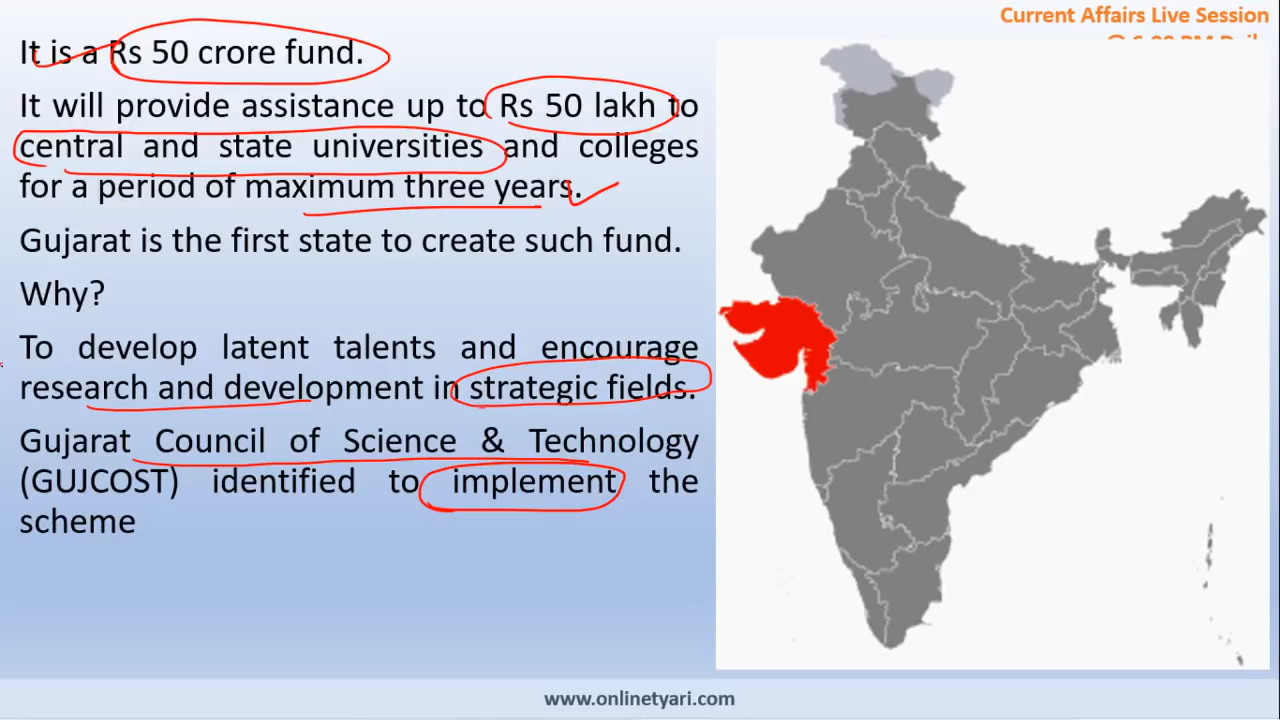 Current Affairs Live Session
It is a Rs 50 crore fund.
It will provide assistance up to Rs 50 lakh to
central and state universities and colleges
for a period of maximum three years.
Gujarat is the first state to create such fund.
Why?
To develop latent talents and encourage
research and development in strategic fields.
Gujarat Council of Science & Technology
(GUJCOST) identified to implement the
scheme
www.onlinetyari.com